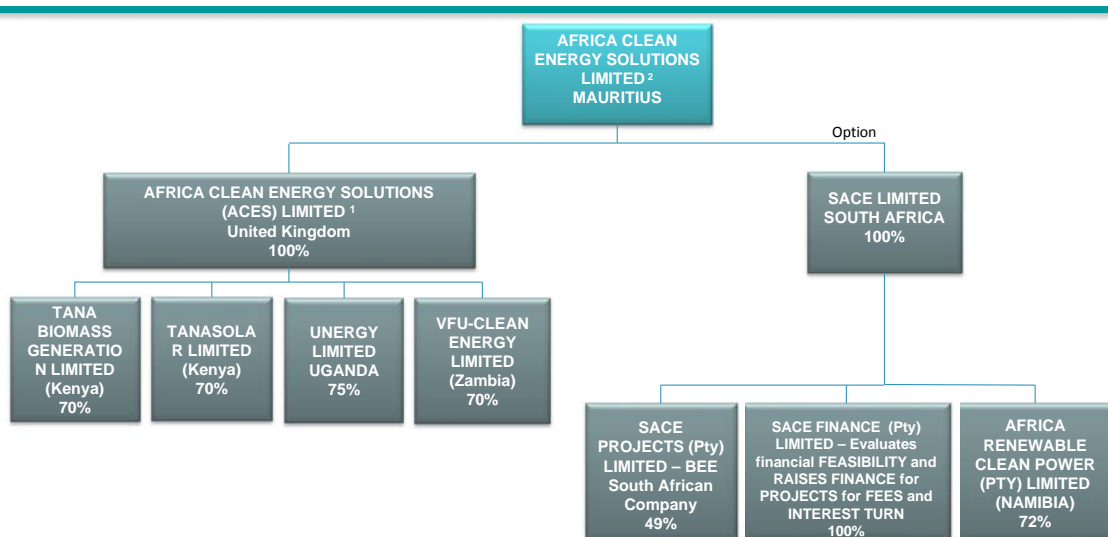 AFRICA CLEAN
ENERGY SOLUTIONS
LIMITED ²
MAURITIUS
Option
AFRICA CLEAN ENERGY SOLUTIONS
(ACES) LIMITED ¹
United Kingdom
100%
SACE LIMITED
SOUTH AFRICA
100%
TANA
BIOMASS
GENERATIO
N LIMITED
(Kenya)
70%
TANASOLA
R LIMITED
(Kenya)
70%
UNERGY
LIMITED
UGANDA
75%
VFU-CLEAN
ENERGY
LIMITED
(Zambia)
70%
SACE
PROJECTS (Pty)
LIMITED – BEE
South African
Company
49%
SACE FINANCE (Pty)
LIMITED – Evaluates
financial FEASIBILITY and
RAISES FINANCE for
PROJECTS for FEES and
INTEREST TURN
100%
AFRICA
RENEWABLE
CLEAN POWER
(PTY) LIMITED
(NAMIBIA)
72%